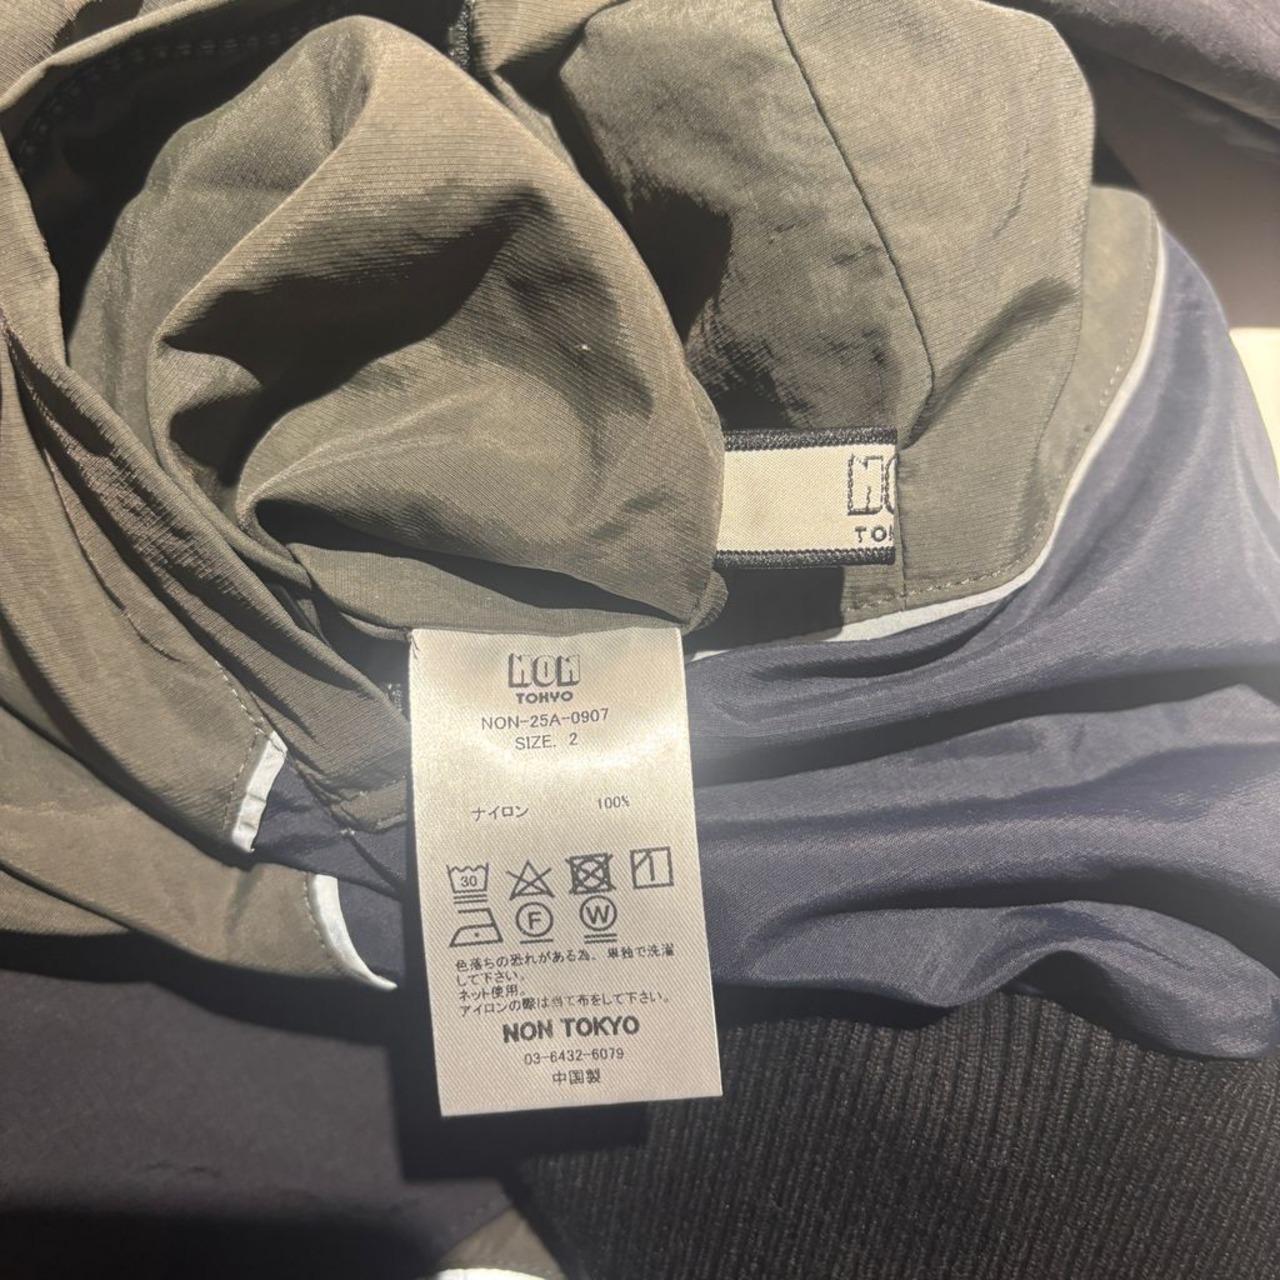 NON
TOKYO
NON-25A-0907
SIZE. 2
ナイロン 100%
30
F
W
色落ちの恐れがある為、単独で洗濯
して下さい。
ネット使用。
アイロンの際は当て布をして下さい。
NON TOKYO
03-6432-6079
中国製